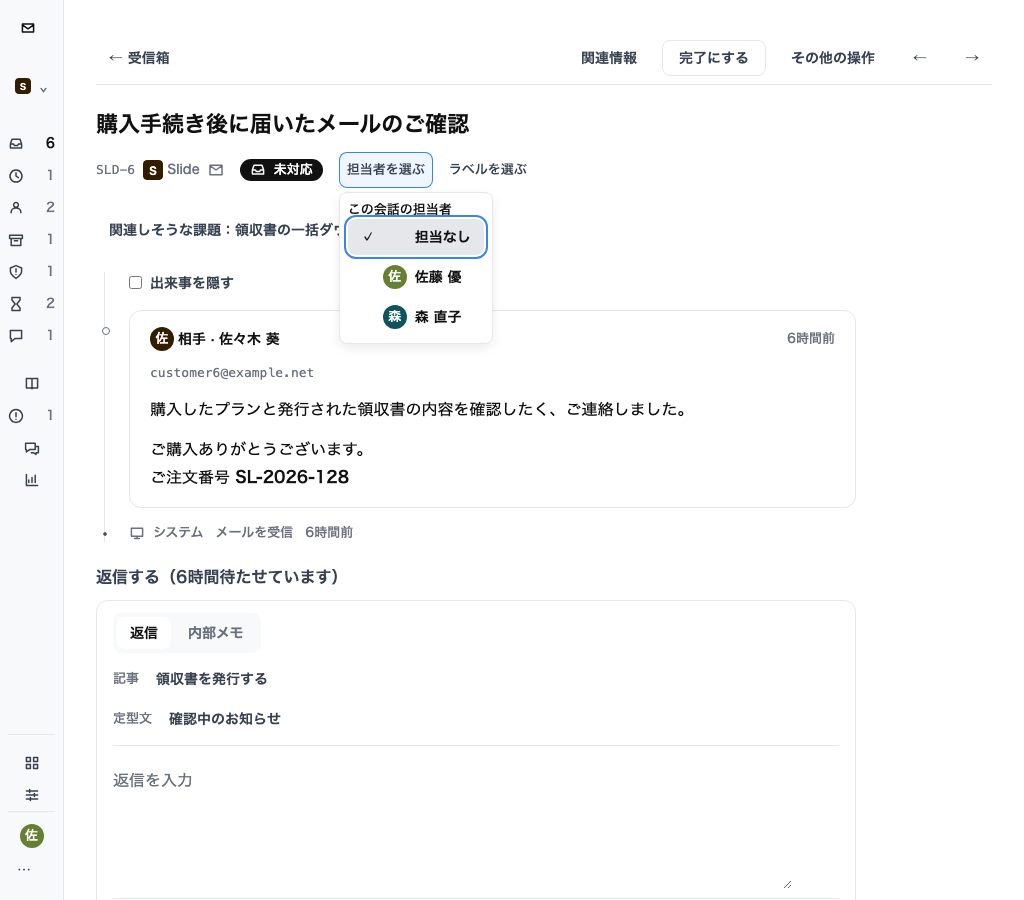 S
6
1
2
1
1
2
1
1
佐
…
← 受信箱
関連情報
完了にする
その他の操作
←
→
購入手続き後に届いたメールのご確認
SLD-6 S Slide 未対応 担当者を選ぶ ラベルを選ぶ
この会話の担当者
✓ 担当なし
佐 佐藤 優
森 森 直子
関連しそうな課題：領収書の一括ダ
出来事を隠す
佐 相手 · 佐々木 葵 6時間前
customer6@example.net
購入したプランと発行された領収書の内容を確認したく、ご連絡しました。
ご購入ありがとうございます。
ご注文番号 SL-2026-128
システム メールを受信 6時間前
返信する（6時間待たせています）
返信 内部メモ
記事 領収書を発行する
定型文 確認中のお知らせ
返信を入力